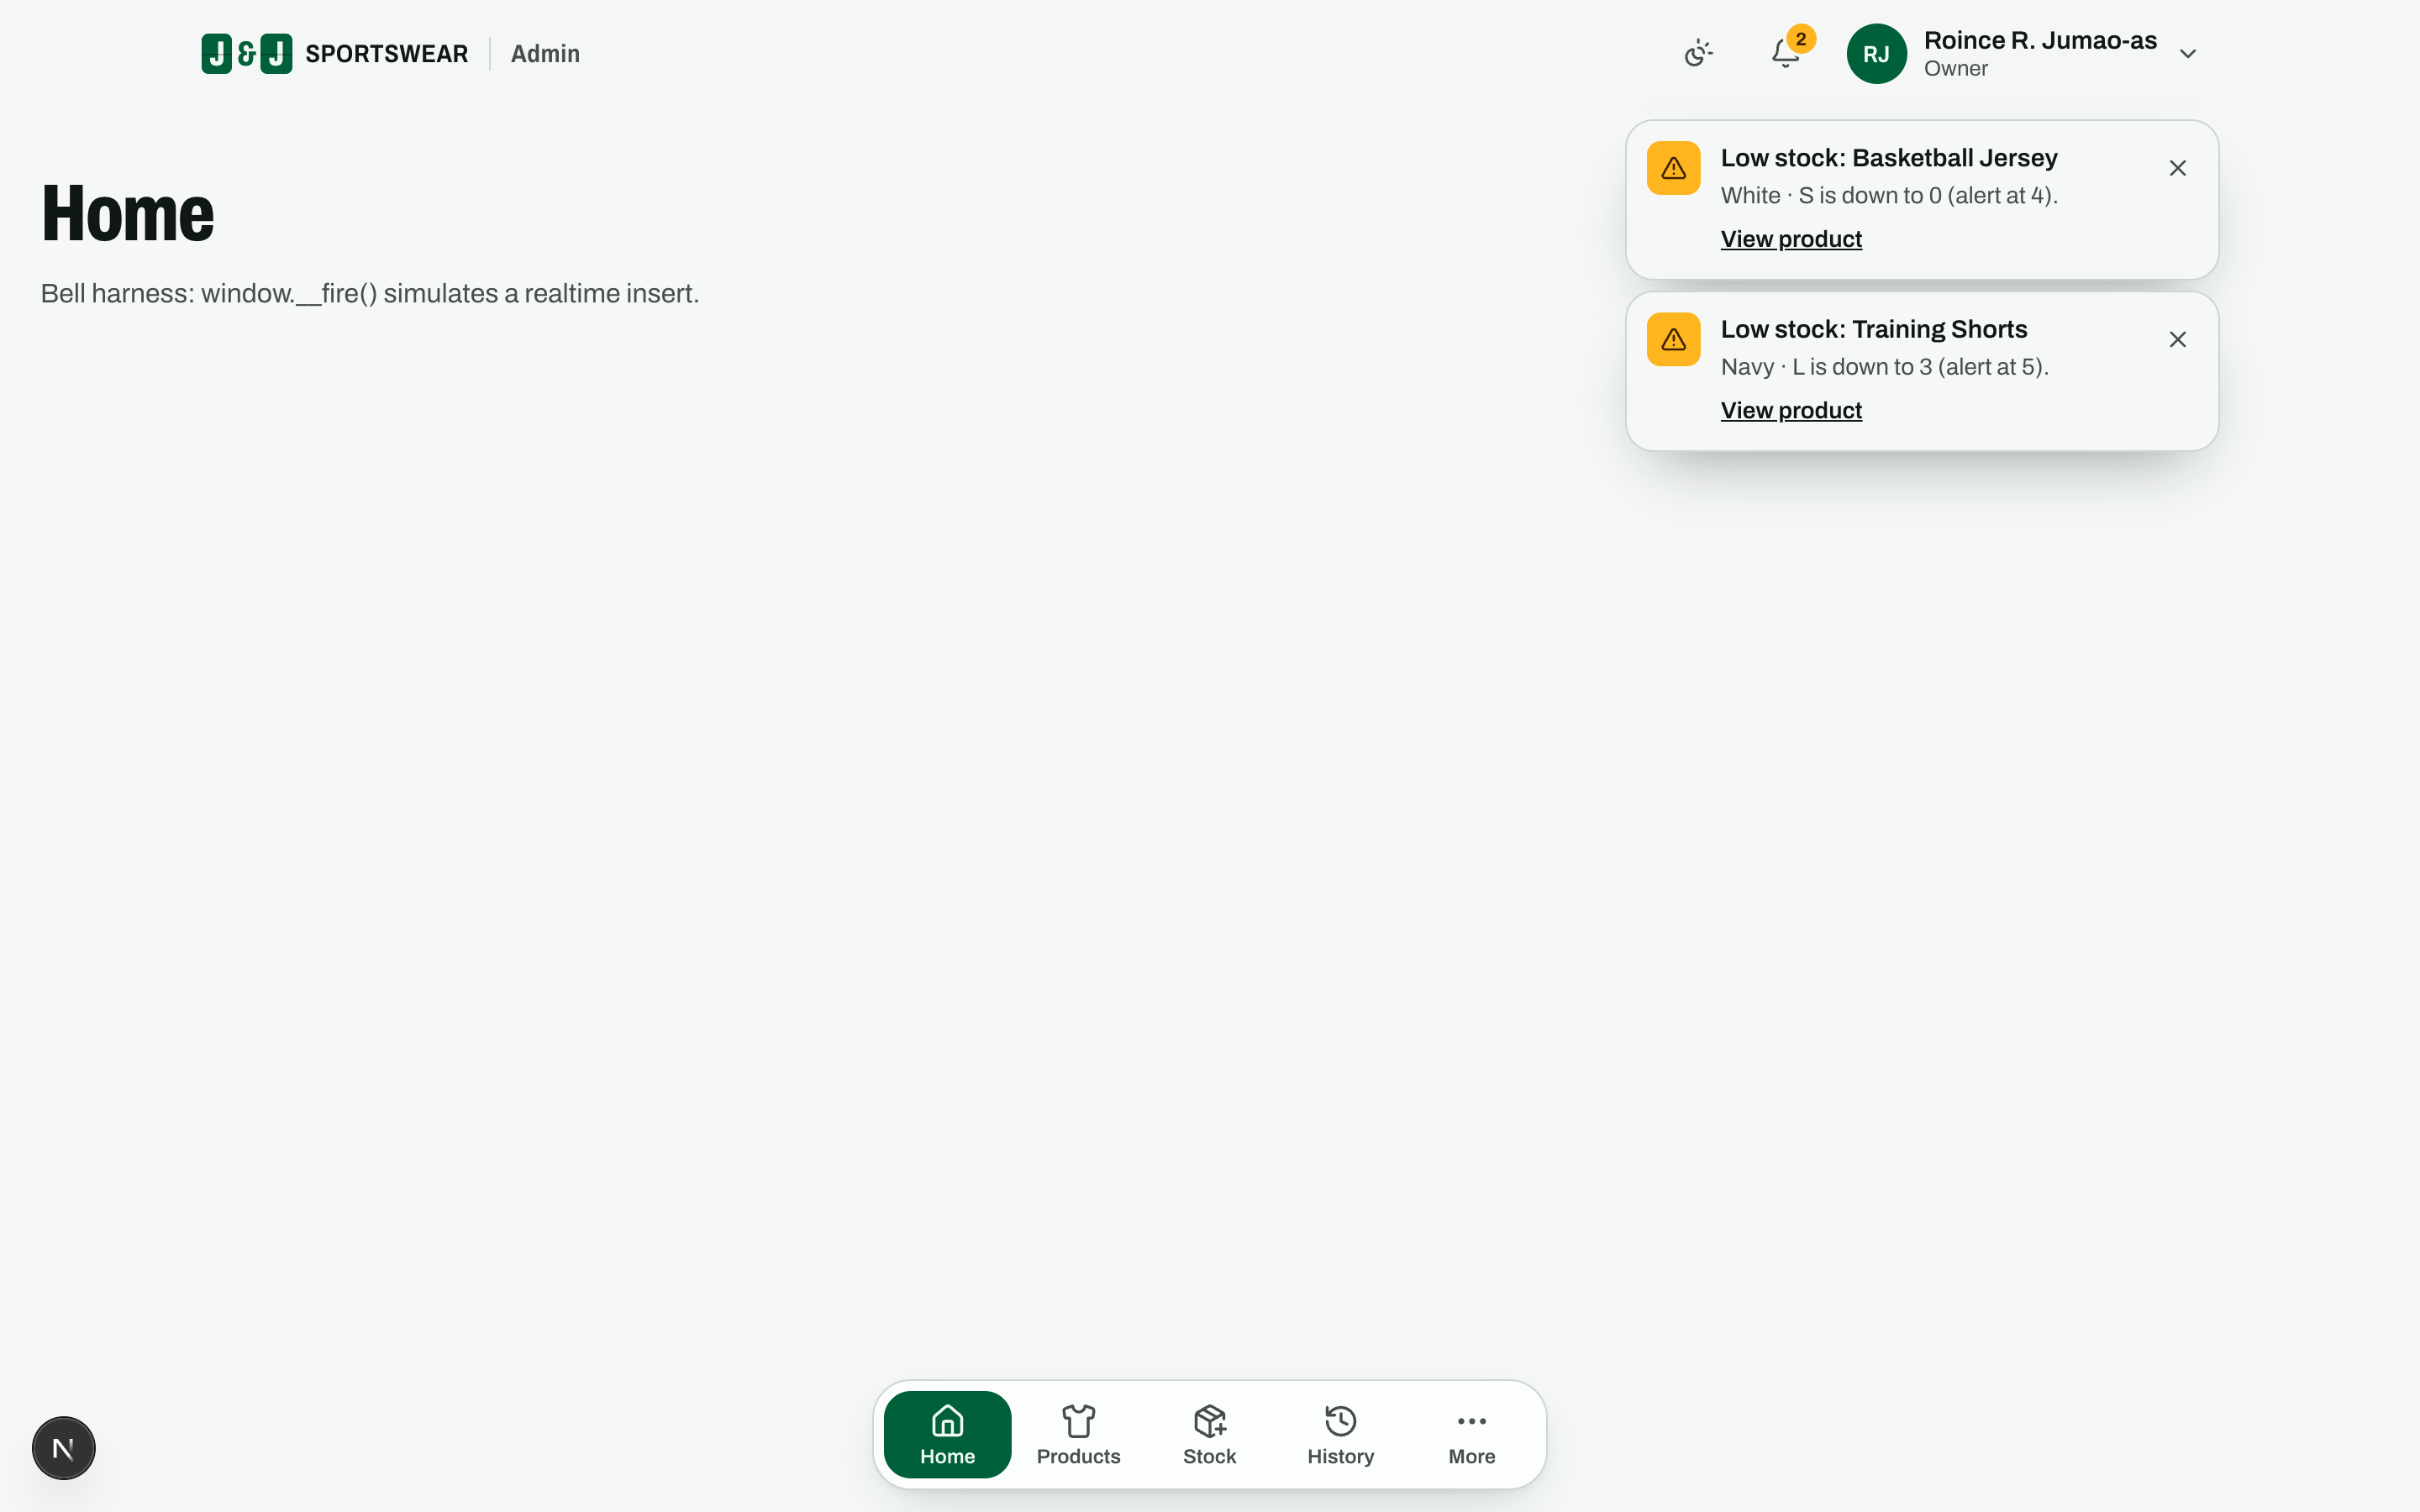 J & J SPORTSWEAR Admin
2
RJ
Roince R. Jumao-as
Owner
Low stock: Basketball Jersey
White · S is down to 0 (alert at 4).
View product
Home
Bell harness: window.__fire() simulates a realtime insert.
Low stock: Training Shorts
Navy · L is down to 3 (alert at 5).
View product
N
Home Products Stock History More